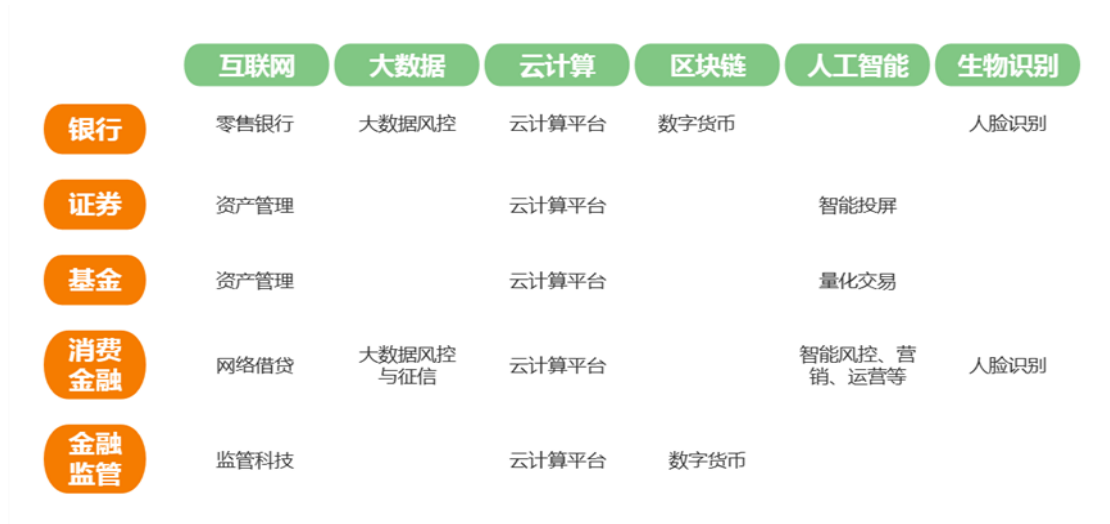 互联网 大数据 云计算 区块链 人工智能 生物识别
银行 零售银行 大数据风控 云计算平台 数字货币 人脸识别
证券 资产管理 云计算平台 智能投屏
基金 资产管理 云计算平台 量化交易
消费
金融
网络借贷
大数据风控
与征信
云计算平台
智能风控、营
销、运营等
人脸识别
金融
监管
监管科技 云计算平台 数字货币